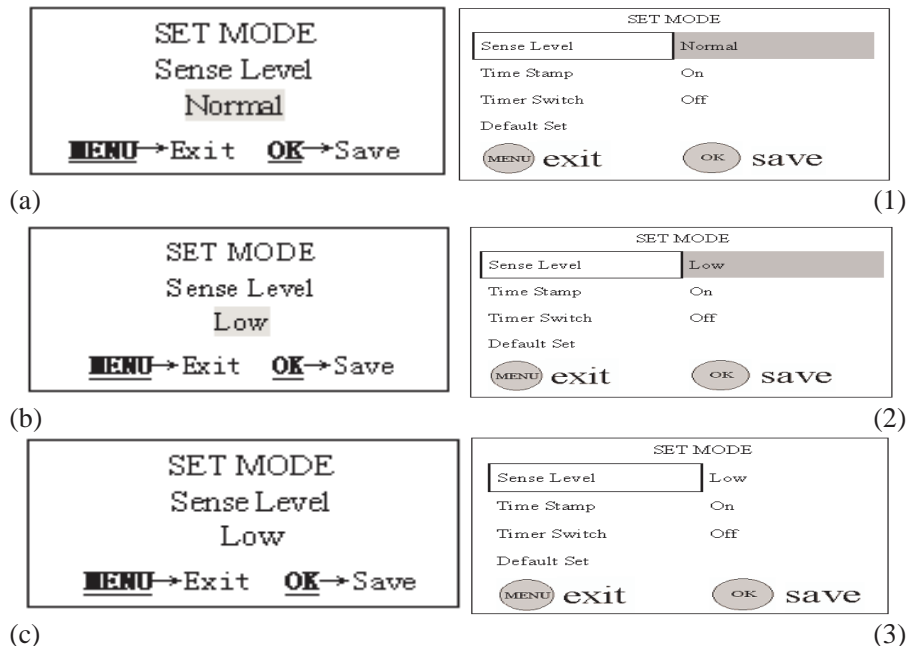 SET MODE
Sense Level
Normal
MENU→Exit OK→Save
(a)
SET MODE
Sense Level Normal
Time Stamp On
Timer Switch Off
Default Set
MENU exit OK save
(1)
SET MODE
Sense Level
Low
MENU→Exit OK→Save
(b)
SET MODE
Sense Level Low
Time Stamp On
Timer Switch Off
Default Set
MENU exit OK save
(2)
SET MODE
Sense Level
Low
MENU→Exit OK→Save
(c)
SET MODE
Sense Level Low
Time Stamp On
Timer Switch Off
Default Set
MENU exit OK save
(3)